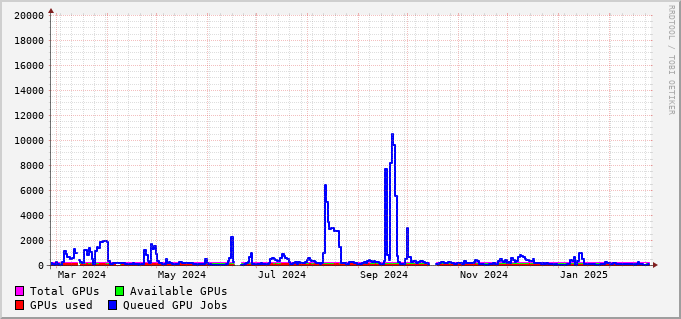 20000
18000
16000
14000
12000
10000
8000
6000
4000
2000
0
Mar 2024 May 2024 Jul 2024 Sep 2024 Nov 2024 Jan 2025
Total GPUs Available GPUs
GPUs used Queued GPU Jobs
RRDTOOL / TOBI OETIKER